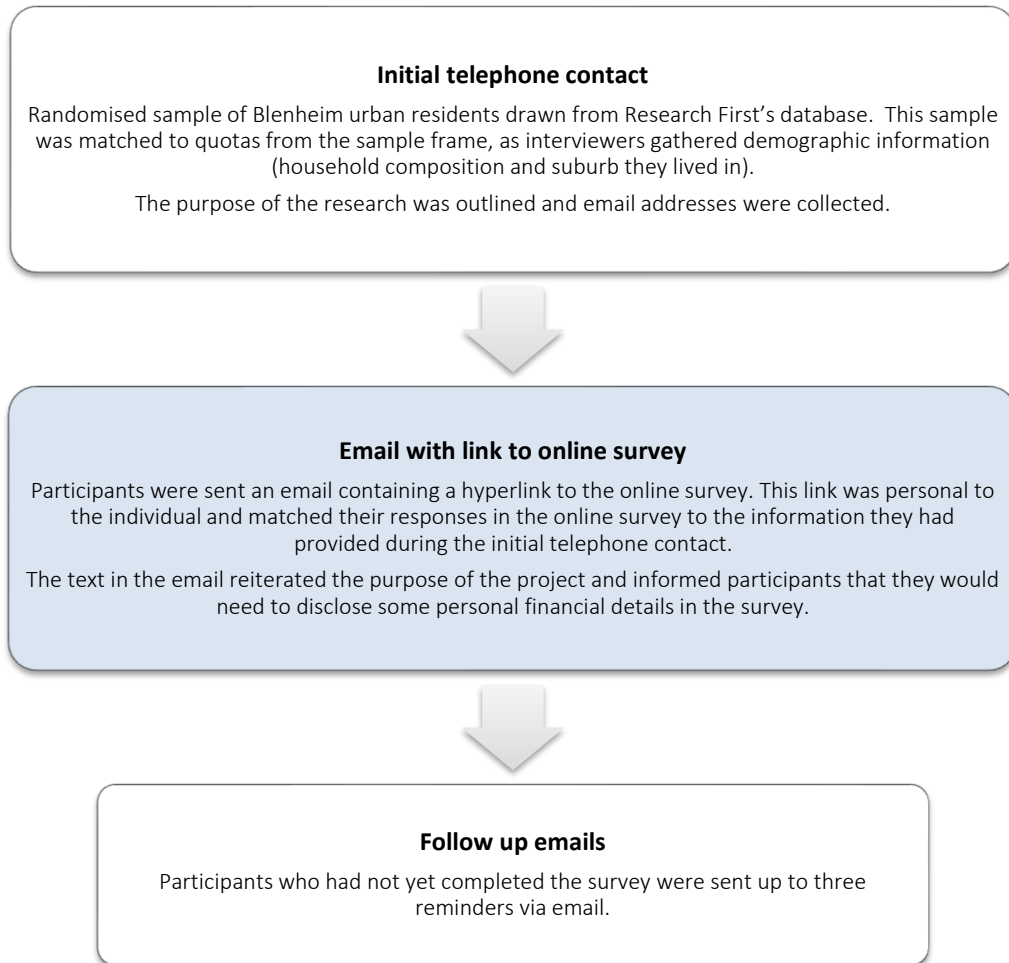 Initial telephone contact
Randomised sample of Blenheim urban residents drawn from Research First's database.  This sample
was matched to quotas from the sample frame, as interviewers gathered demographic information
(household composition and suburb they lived in).
The purpose of the research was outlined and email addresses were collected.
Email with link to online survey
Participants were sent an email containing a hyperlink to the online survey. This link was personal to
the individual and matched their responses in the online survey to the information they had
provided during the initial telephone contact.
The text in the email reiterated the purpose of the project and informed participants that they would
need to disclose some personal financial details in the survey.
Follow up emails
Participants who had not yet completed the survey were sent up to three
reminders via email.